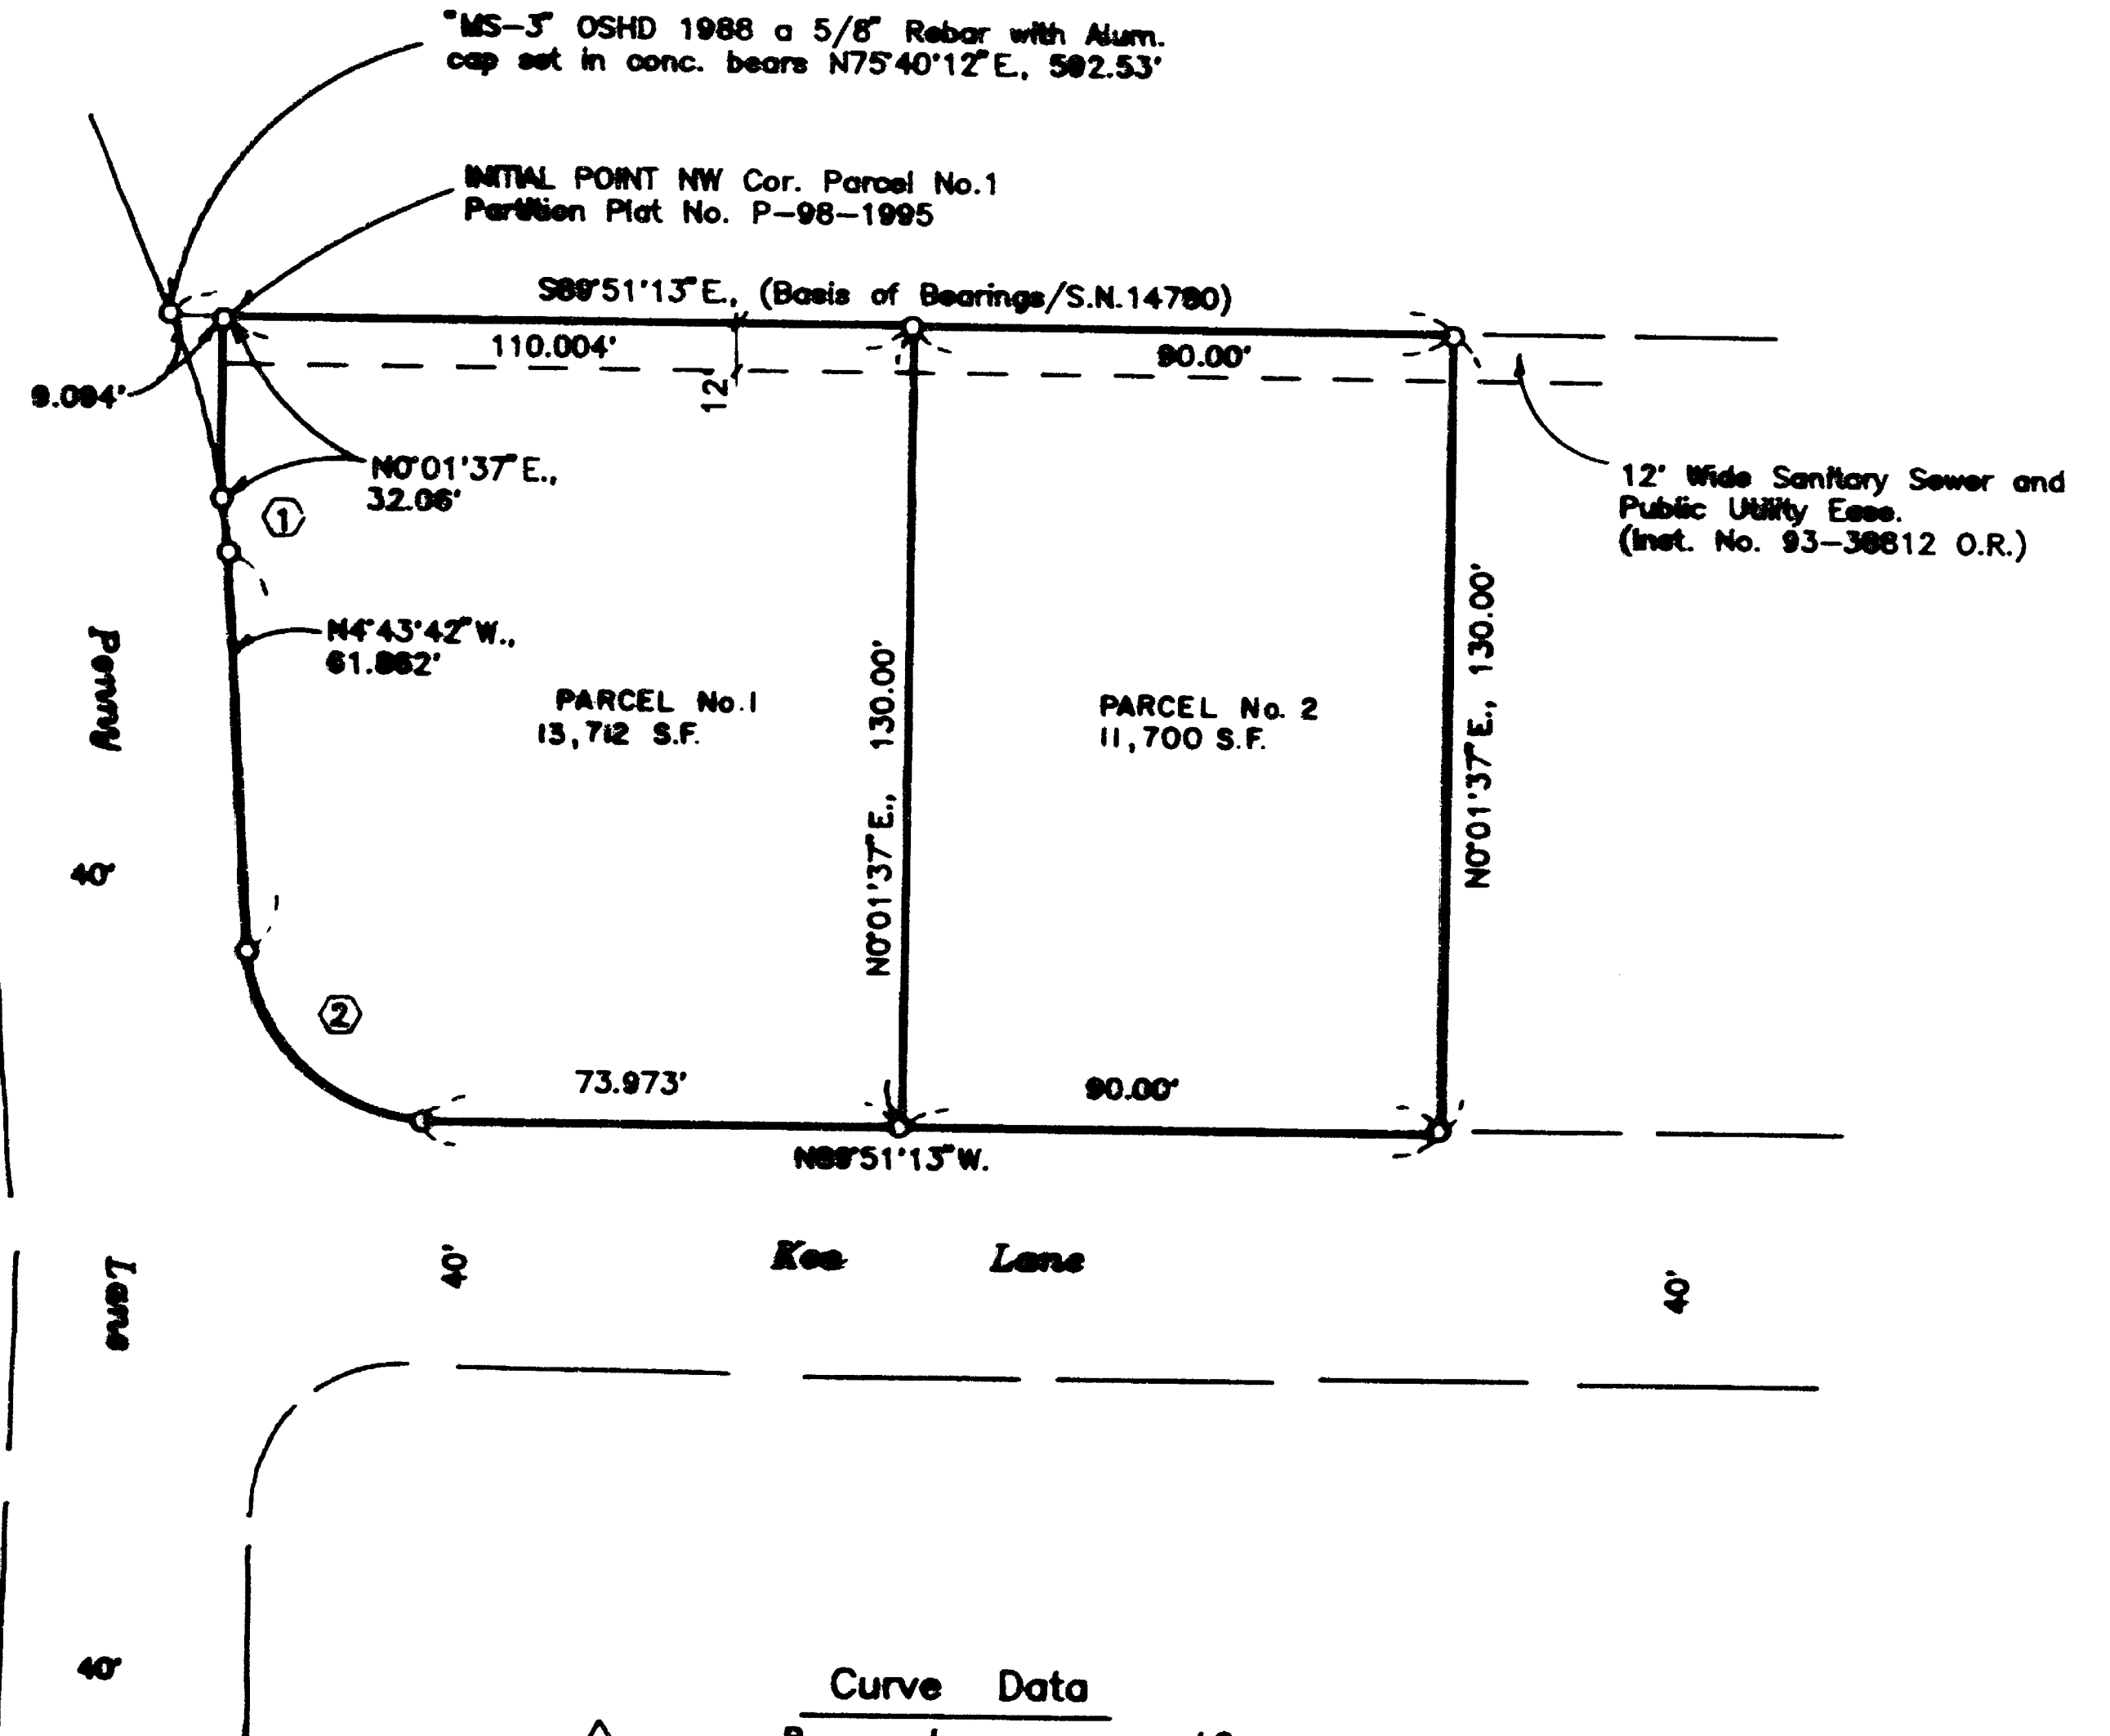 "MS-3" OSHD 1988 a 5/8" Rebar with Alum.
cap set in conc. bears N75°40'12"E., 592.53'
INITIAL POINT NW Cor. Parcel No.1
Partition Plat No. P-98-1995
S89°51'13"E., (Basis of Bearings/S.N.14780)
110.004'
90.00'
12'
9.094'
N0°01'37"E.,
32.06'
1
12' Wide Sanitary Sewer and
Public Utility Ease.
(Inst. No. 93-38812 O.R.)
N4°43'42"W.,
Penny
PARCEL No.1
13,712 S.F.
N0°01'37"E., 130.00'
PARCEL No. 2
11,700 S.F.
N0°01'37"E., 130.00'
40'
2
73.973'
90.00'
N89°51'13"W.
Lane
40'
Kee Lane
40'
40'
Curve Data